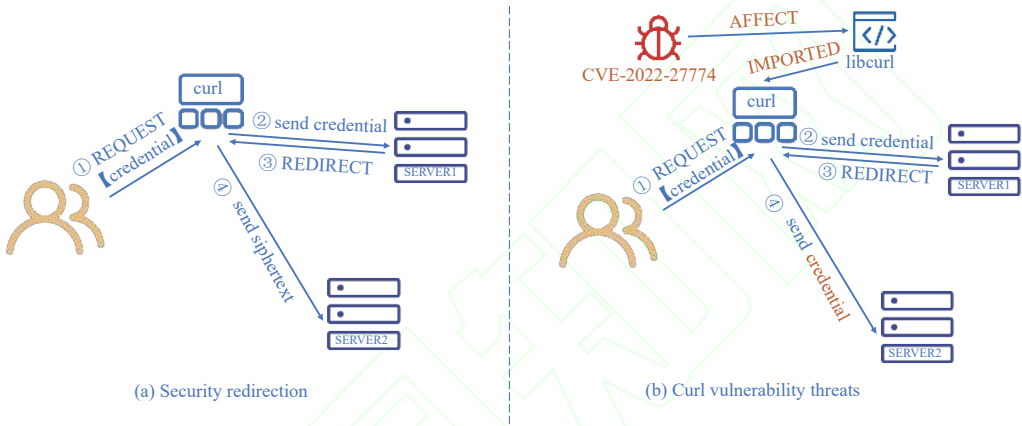 curl
① REQUEST
【credential】
② send credential
③ REDIRECT
SERVER1
④ send siphertext
SERVER2
(a) Security redirection
AFFECT
CVE-2022-27774
IMPORTED
libcurl
curl
① REQUEST
【credential】
② send credential
③ REDIRECT
SERVER1
④ send credential
SERVER2
(b) Curl vulnerability threats